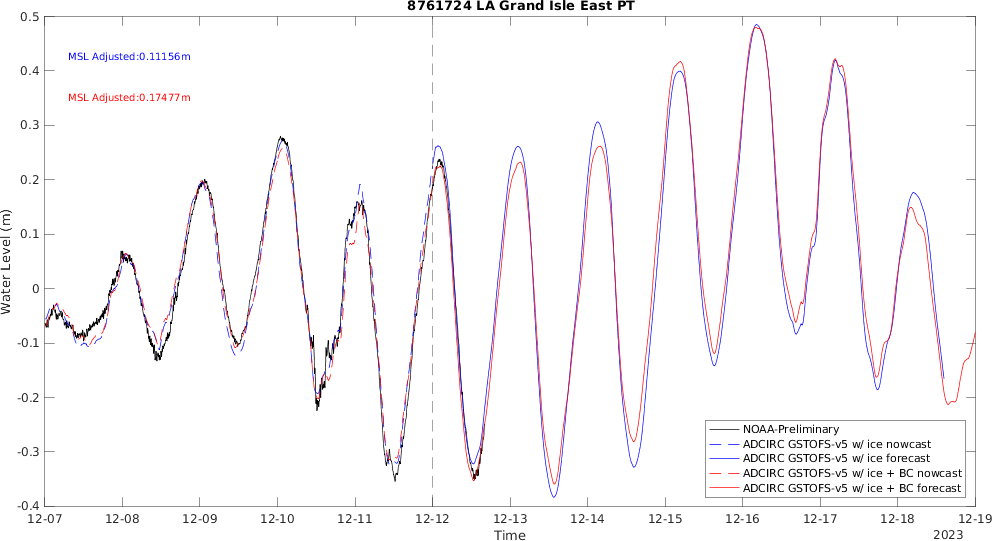 8761724 LA Grand Isle East PT
MSL Adjusted:0.11156m
MSL Adjusted:0.17477m
Water Level (m)
0.5
0.4
0.3
0.2
0.1
0
-0.1
-0.2
-0.3
-0.4
NOAA-Preliminary
ADCIRC GSTOFS-v5 w/ ice nowcast
ADCIRC GSTOFS-v5 w/ ice forecast
ADCIRC GSTOFS-v5 w/ ice + BC nowcast
ADCIRC GSTOFS-v5 w/ ice + BC forecast
12-07 12-08 12-09 12-10 12-11 12-12 12-13 12-14 12-15 12-16 12-17 12-18 12-19
Time
2023